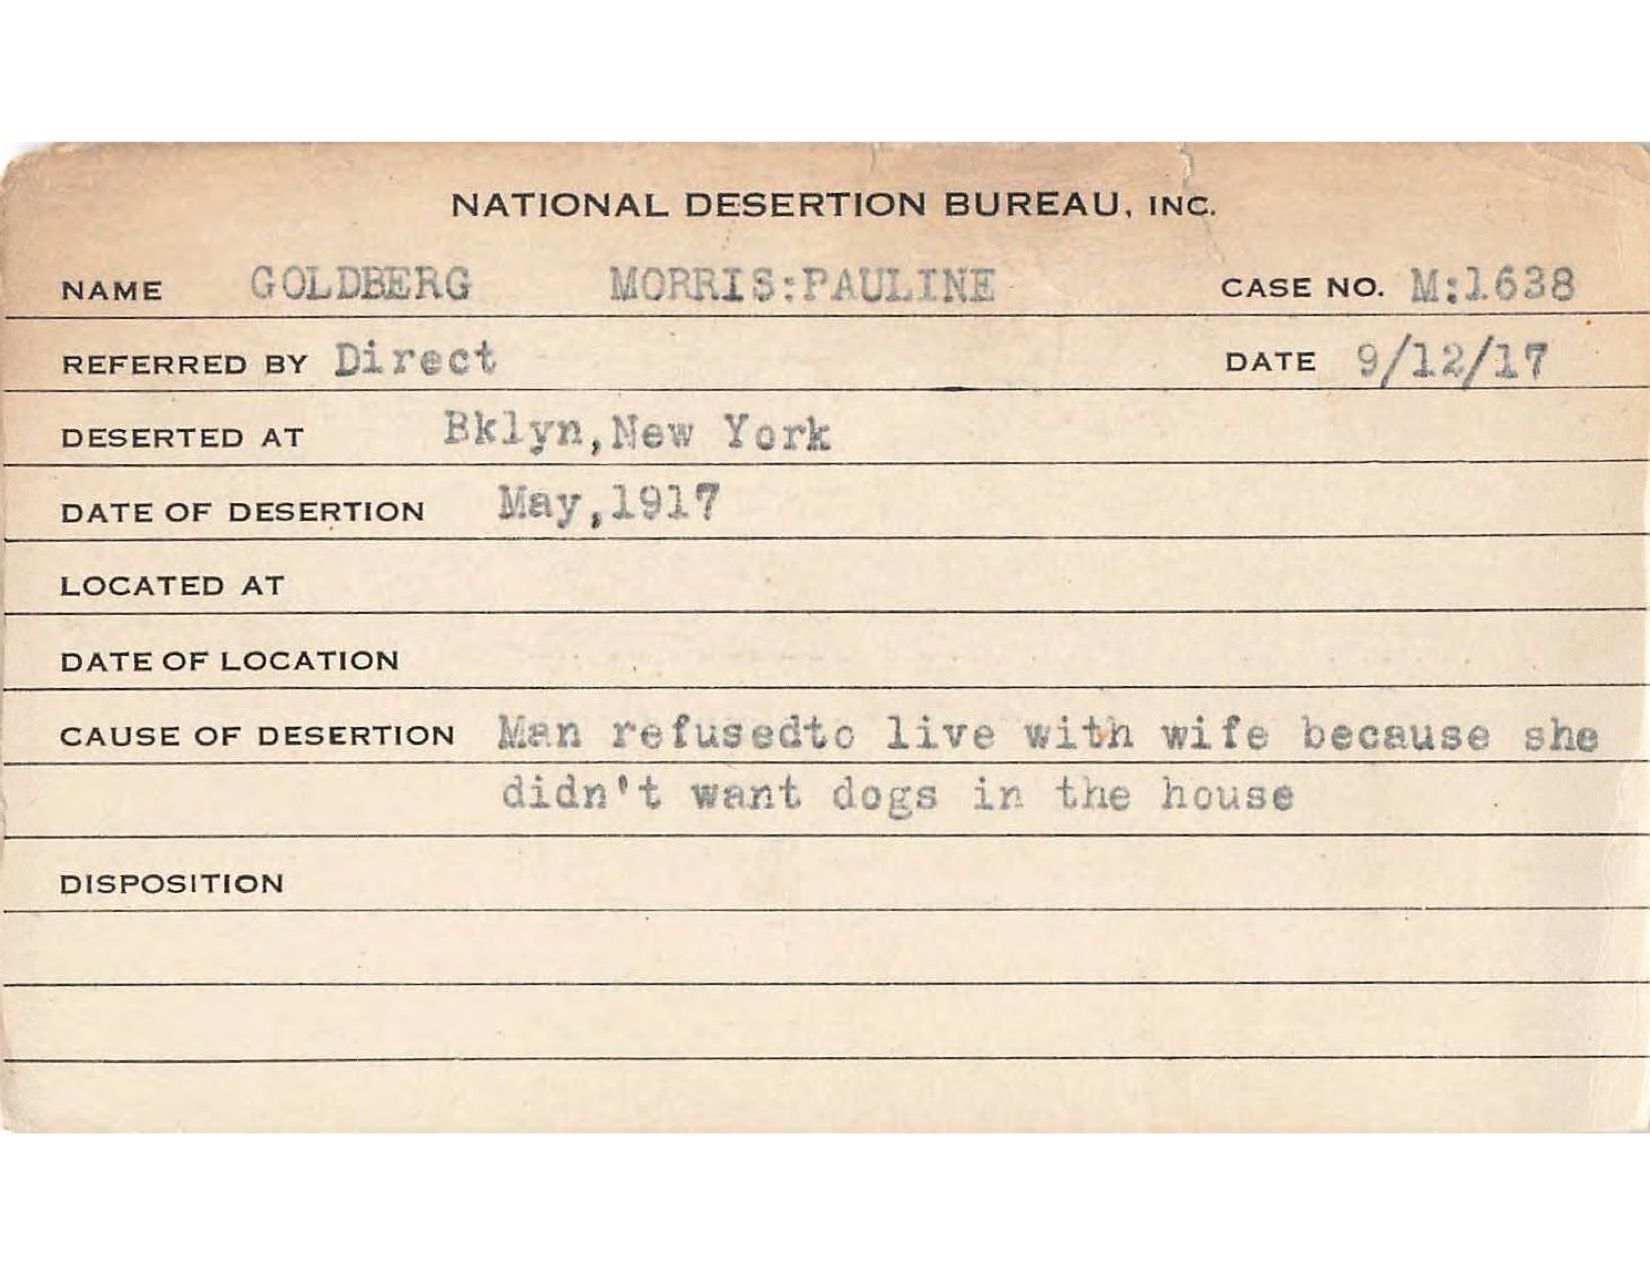 NATIONAL DESERTION BUREAU, INC.
NAME GOLDBERG MORRIS:PAULINE CASE NO. M:1638
REFERRED BY Direct DATE 9/12/17
DESERTED AT Bklyn,New York
DATE OF DESERTION May,1917
LOCATED AT
DATE OF LOCATION
CAUSE OF DESERTION Man refusedto live with wife because she
didn't want dogs in the house
DISPOSITION